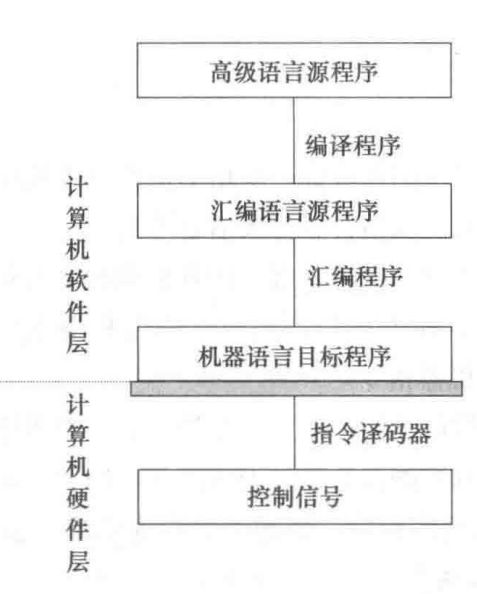 高级语言源程序
编译程序
汇编语言源程序
汇编程序
机器语言目标程序
计算机软件层
指令译码器
控制信号
计算机硬件层